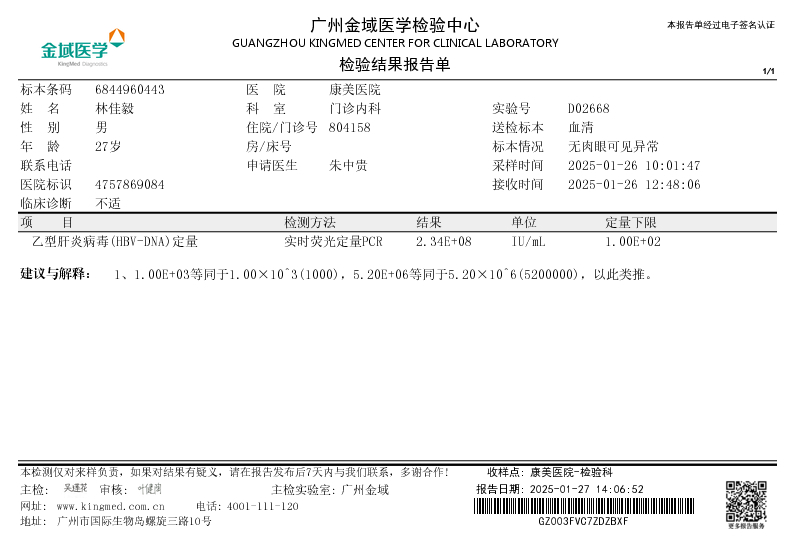 广州金域医学检验中心
本报告单经过电子签名认证
金域医学
KingMed Diagnostics
GUANGZHOU KINGMED CENTER FOR CLINICAL LABORATORY
检验结果报告单
1/1
标本条码 6844960443 医 院 康美医院
姓 名 林佳毅 科 室 门诊内科 实验号 D02668
性 别 男 住院/门诊号 804158 送检标本 血清
年 龄 27岁 房/床号 标本情况 无肉眼可见异常
联系电话 申请医生 朱中贵 采样时间 2025-01-26 10:01:47
医院标识 4757869084 接收时间 2025-01-26 12:48:06
临床诊断 不适
项 目 检测方法 结果 单位 定量下限
乙型肝炎病毒(HBV-DNA)定量 实时荧光定量PCR 2.34E+08 IU/mL 1.00E+02
建议与解释： 1、1.00E+03等同于1.00×10^3(1000), 5.20E+06等同于5.20×10^6(5200000), 以此类推。
本检测仅对来样负责, 如果对结果有疑义, 请在报告发布后7天内与我们联系, 多谢合作! 收样点: 康美医院-检验科
主检: 吴莲花 审核: 主检实验室: 广州金域 报告日期: 2025-01-27 14:06:52
网址: www.kingmed.com.cn 电话: 4001-111-120
地址: 广州市国际生物岛螺旋三路10号
GZ003FVC7ZDZBXF
更多报告服务